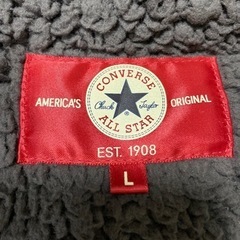 CONVERSE
AMERICA'S
Chuck Taylor
ORIGINAL
ALL STAR
EST. 1908
L